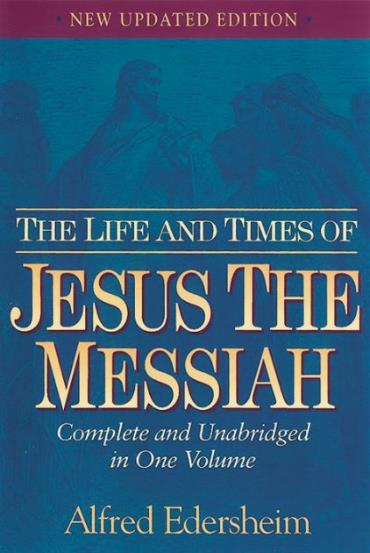 • NEW UPDATED EDITION •
THE LIFE AND TIMES OF
JESUS THE
MESSIAH
Complete and Unabridged
in One Volume
Alfred Edersheim